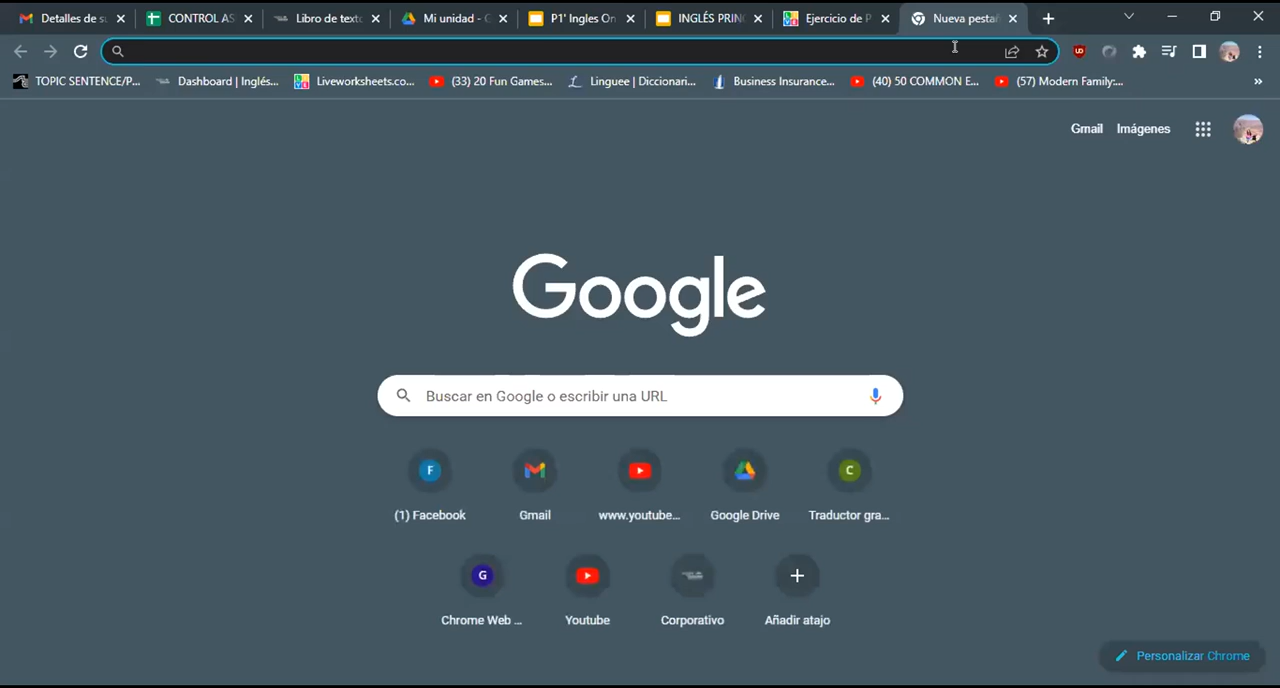 Detalles de su
CONTROL AS
Libro de texto
Mi unidad - G
P1' Ingles On
INGLÉS PRIN
Ejercicio de P
Nueva pestañ
TOPIC SENTENCE/P...
Dashboard | Inglés...
Liveworksheets.co...
(33) 20 Fun Games...
Linguee | Diccionari...
Business Insurance...
(40) 50 COMMON E...
(57) Modern Family:...
Gmail
Imágenes
Google
Buscar en Google o escribir una URL
F
C
(1) Facebook
Gmail
www.youtube...
Google Drive
Traductor gra...
G
Chrome Web ...
Youtube
Corporativo
Añadir atajo
Personalizar Chrome